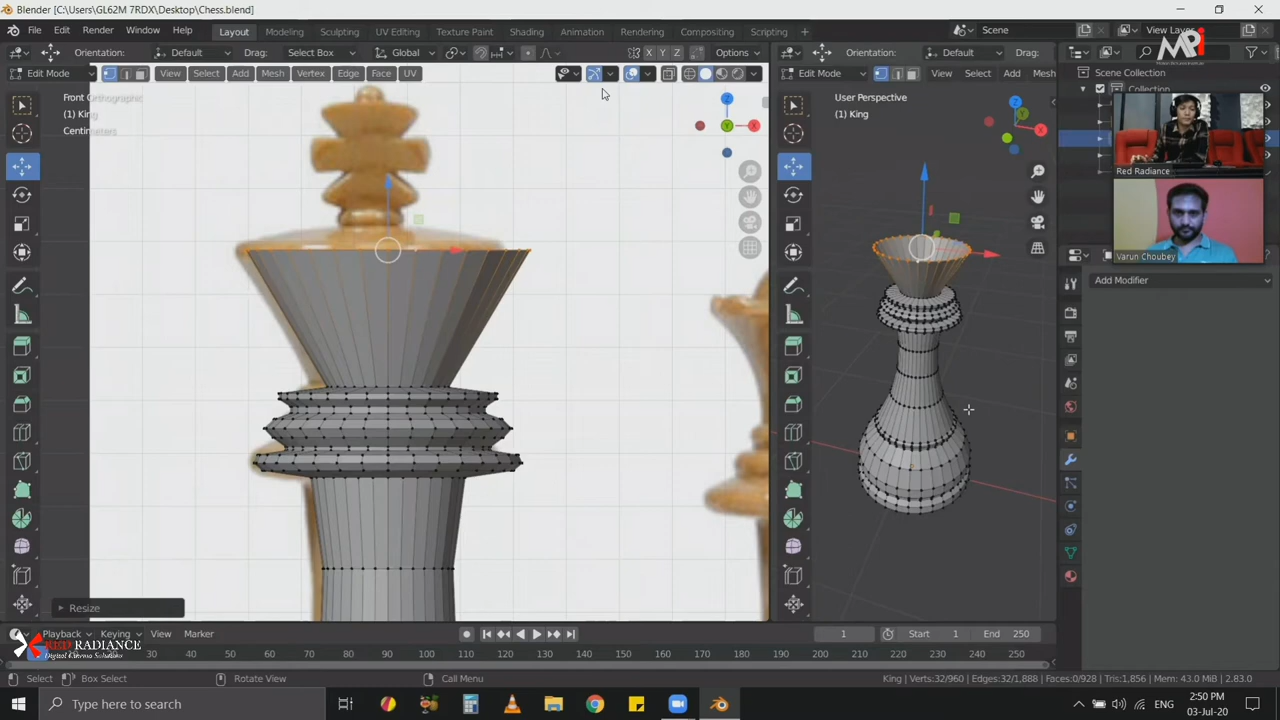 Blender [C:\Users\GL62M 7RDX\Desktop\Chess.blend]
File Edit Render Window Help Layout Modeling Sculpting UV Editing Texture Paint Shading Animation Rendering Compositing Scripting + Scene View Layer
Orientation: Default Drag: Select Box Global X Y Z Options Orientation: Default Drag:
Edit Mode View Select Add Mesh Vertex Edge Face UV Edit Mode View Select Add Mesh Scene Collection
Collection
Front Orthographic
(1) King
Centimeters
Z
Y
X
User Perspective
(1) King
Z
Y
X
MRI
Red Radiance
Varun Choubey
Add Modifier
Resize
Playback Keying View Marker 1 Start 1 End 250
RED RADIANCE
Digital Cinema Solutions
30 40 50 60 70 80 90 100 110 120 130 140 150 160 170 180 190 200 210 220 230 240 250
Select Box Select Rotate View Call Menu King | Verts:32/960 | Edges:32/1,888 | Faces:0/928 | Tris:1,856 | Mem: 43.0 MiB | 2.83.0
Type here to search
ENG
2:50 PM
03-Jul-20